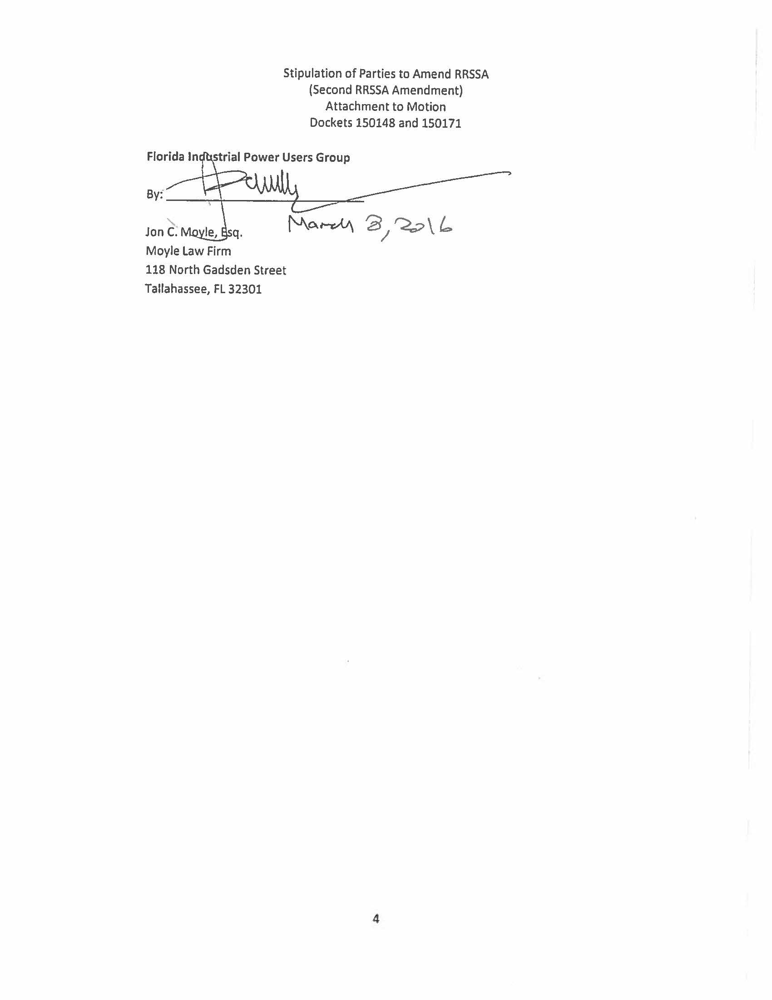 Stipulation of Parties to Amend RRSSA
(Second RRSSA Amendment)
Attachment to Motion
Dockets 150148 and 150171
Florida Industrial Power Users Group
By:
March 3, 2016
Jon C. Moyle, Esq.
Moyle Law Firm
118 North Gadsden Street
Tallahassee, FL 32301
4